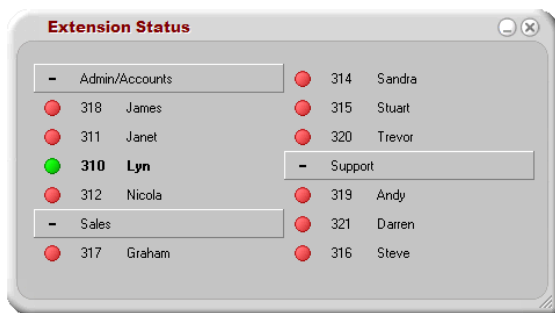 Extension Status
- Admin/Accounts
318 James
311 Janet
310 Lyn
312 Nicola
- Sales
317 Graham
314 Sandra
315 Stuart
320 Trevor
- Support
319 Andy
321 Darren
316 Steve